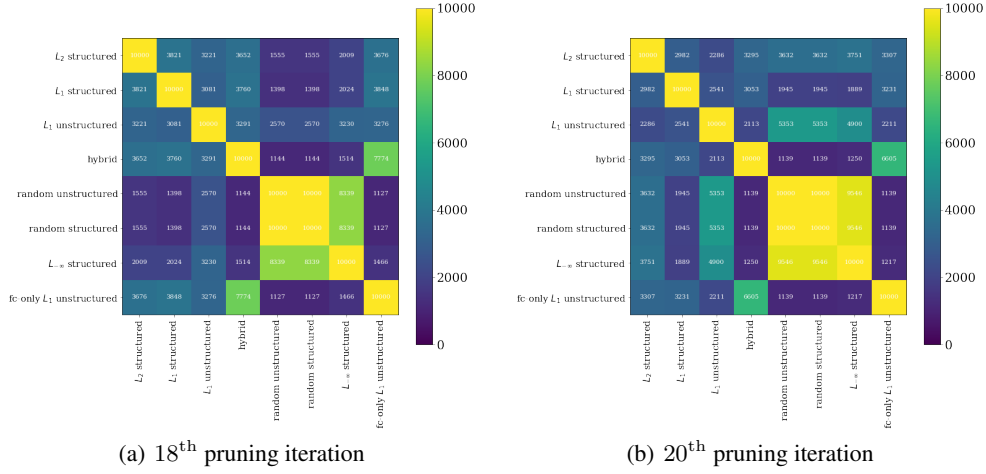 L₂ structured 10000 3821 3221 3652 1555 1555 2009 3676
L₁ structured 3821 10000 3081 3760 1398 1398 2024 3848
L₁ unstructured 3221 3081 10000 3291 2570 2570 3230 3276
hybrid 3652 3760 3291 10000 1144 1144 1514 7774
random unstructured 1555 1398 2570 1144 10000 10000 8339 1127
random structured 1555 1398 2570 1144 10000 10000 8339 1127
L₋∞ structured 2009 2024 3230 1514 8339 8339 10000 1466
fc only L₁ unstructured 3676 3848 3276 7774 1127 1127 1466 10000
L₂ structured
L₁ structured
L₁ unstructured
hybrid
random unstructured
random structured
L₋∞ structured
fc only L₁ unstructured
10000
8000
6000
4000
2000
0
(a) 18th pruning iteration
L₂ structured 10000 2982 2286 3295 3632 3632 3751 3307
L₁ structured 2982 10000 2541 3053 1945 1945 1889 3231
L₁ unstructured 2286 2541 10000 2113 5353 5353 4900 2211
hybrid 3295 3053 2113 10000 1139 1139 1250 6605
random unstructured 3632 1945 5353 1139 10000 10000 9546 1139
random structured 3632 1945 5353 1139 10000 10000 9546 1139
L₋∞ structured 3751 1889 4900 1250 9546 9546 10000 1217
fc only L₁ unstructured 3307 3231 2211 6605 1139 1139 1217 10000
L₂ structured
L₁ structured
L₁ unstructured
hybrid
random unstructured
random structured
L₋∞ structured
fc only L₁ unstructured
10000
8000
6000
4000
2000
0
(b) 20th pruning iteration